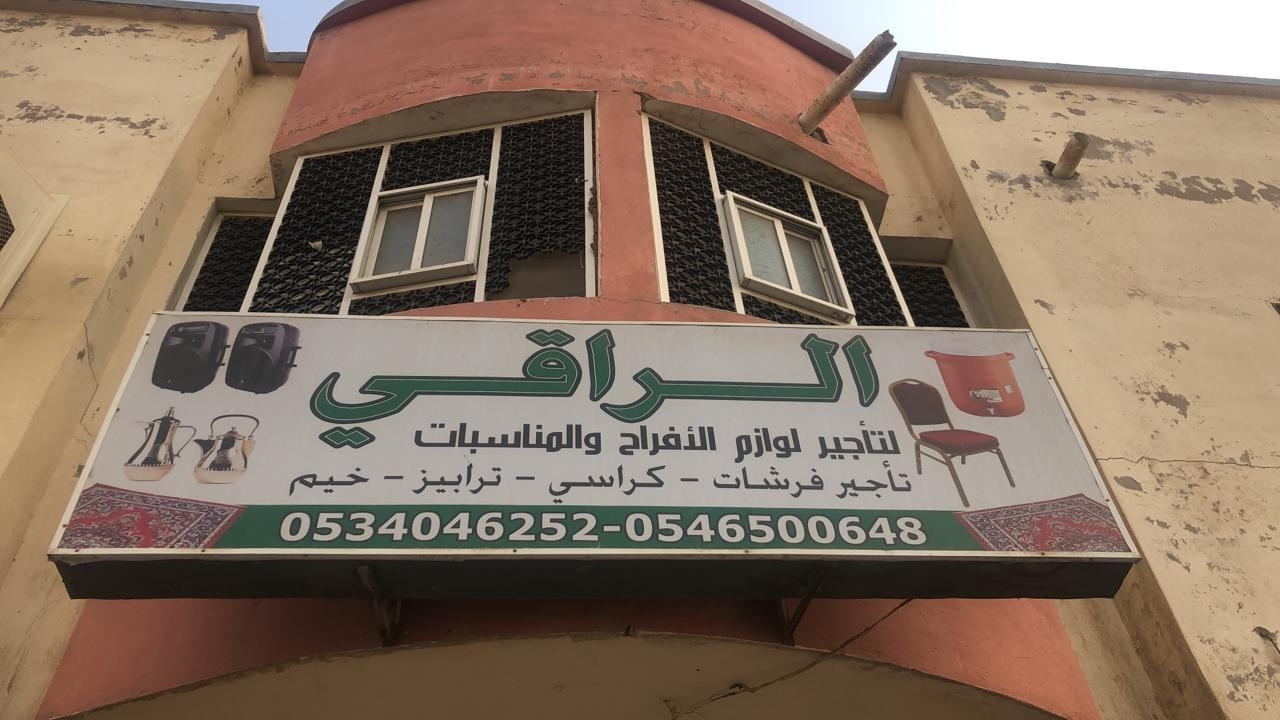 الراقي
لتأجير لوازم الأفراح والمناسبات
تأجير فرشات - كراسي - ترابيز - خيم
0534046252-0546500648